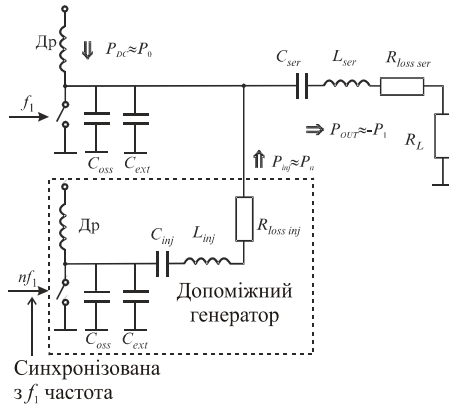 Др
⇓ P_DC≈P_0
C_ser
L_ser
R_loss ser
f_1
C_oss
C_ext
⇒ P_OUT≈-P_1
R_L
⇑ P_inj≈P_n
Др
C_inj
L_inj
R_loss inj
nf_1
C_oss
C_ext
Допоміжний
генератор
Синхронізована
з f_1 частота